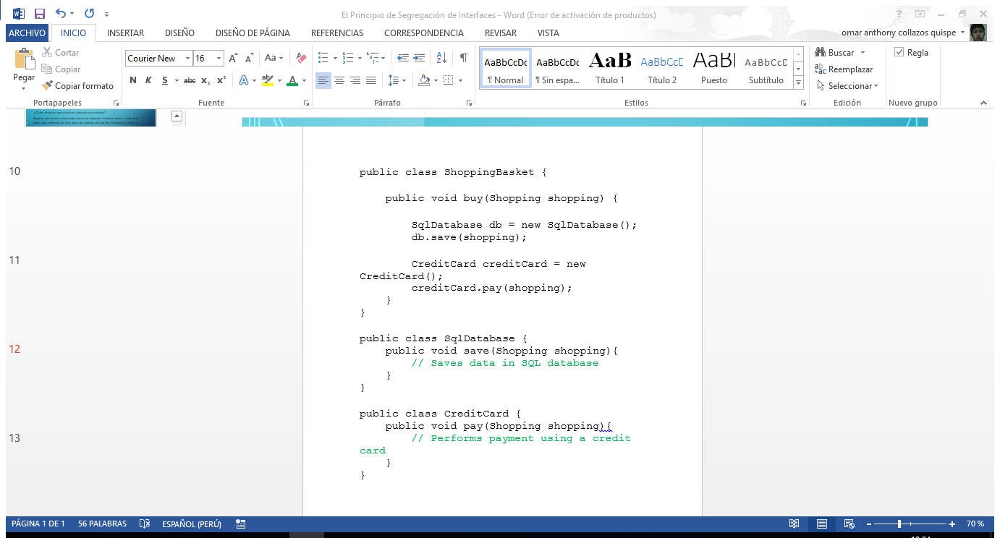 El Principio de Segregación de Interfaces - Word (Error de activación de productos)
ARCHIVO INICIO INSERTAR DISEÑO DISEÑO DE PÁGINA REFERENCIAS CORRESPONDENCIA REVISAR VISTA omar anthony collazos quispe
Pegar
Cortar
Copiar
Copiar formato
Portapapeles
Courier New 16 A A Aa
N K S abc x₂ x² A aby A
Fuente
Párrafo
AaBbCcDc AaBbCcDc AaB AaBbCcD AaB AaBbCcD
¶ Normal ¶ Sin espa... Título 1 Título 2 Puesto Subtítulo
Estilos
Buscar
Reemplazar
Seleccionar
Edición
Regla
Nuevo grupo
10
11
12
13
public class ShoppingBasket {
public void buy(Shopping shopping) {
SqlDatabase db = new SqlDatabase();
db.save(shopping);
CreditCard creditCard = new
CreditCard();
creditCard.pay(shopping);
}
}
public class SqlDatabase {
public void save(Shopping shopping){
// Saves data in SQL database
}
}
public class CreditCard {
public void pay(Shopping shopping){
// Performs payment using a credit
card
}
}
PÁGINA 1 DE 1 56 PALABRAS ESPAÑOL (PERÚ) 70 %